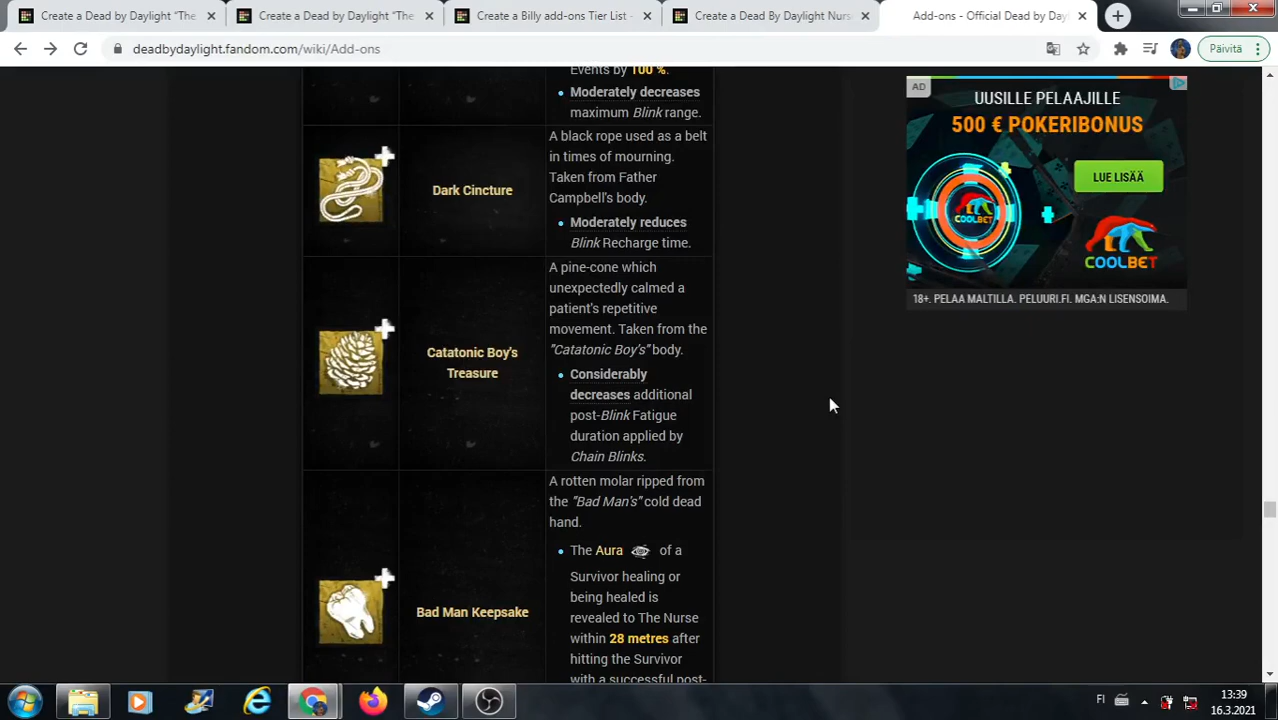 Create a Dead by Daylight "The
Create a Dead by Daylight "The
Create a Billy add-ons Tier List -
Create a Dead By Daylight Nurs
Add-ons - Official Dead by Day
deadbydaylight.fandom.com/wiki/Add-ons
Päivitä
Events by 100 %.
Moderately decreases
maximum Blink range.
Dark Cincture
A black rope used as a belt
in times of mourning.
Taken from Father
Campbell's body.
Moderately reduces
Blink Recharge time.
Catatonic Boy's
Treasure
A pine-cone which
unexpectedly calmed a
patient's repetitive
movement. Taken from the
"Catatonic Boy's" body.
Considerably
decreases additional
post-Blink Fatigue
duration applied by
Chain Blinks.
Bad Man Keepsake
A rotten molar ripped from
the "Bad Man's" cold dead
hand.
The Aura of a
Survivor healing or
being healed is
revealed to The Nurse
within 28 metres after
hitting the Survivor
with a successful post-
AD
UUSILLE PELAAJILLE
500 € POKERIBONUS
LUE LISÄÄ
COOLBET
COOLBET
18+. PELAA MALTILLA. PELUURI.FI. MGA:N LISENSOIMA.
FI
13:39
16.3.2021